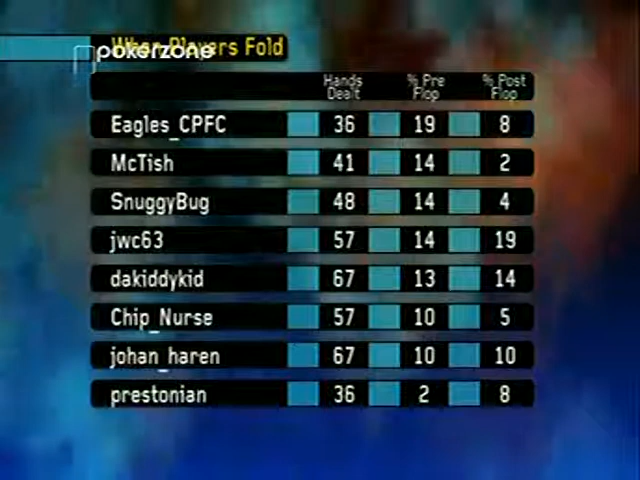 When Players Fold
pokerzone
Hands Dealt % Pre Flop % Post Flop
Eagles_CPFC 36 19 8
McTish 41 14 2
SnuggyBug 48 14 4
jwc63 57 14 19
dakiddykid 67 13 14
Chip_Nurse 57 10 5
johan_haren 67 10 10
prestonian 36 2 8